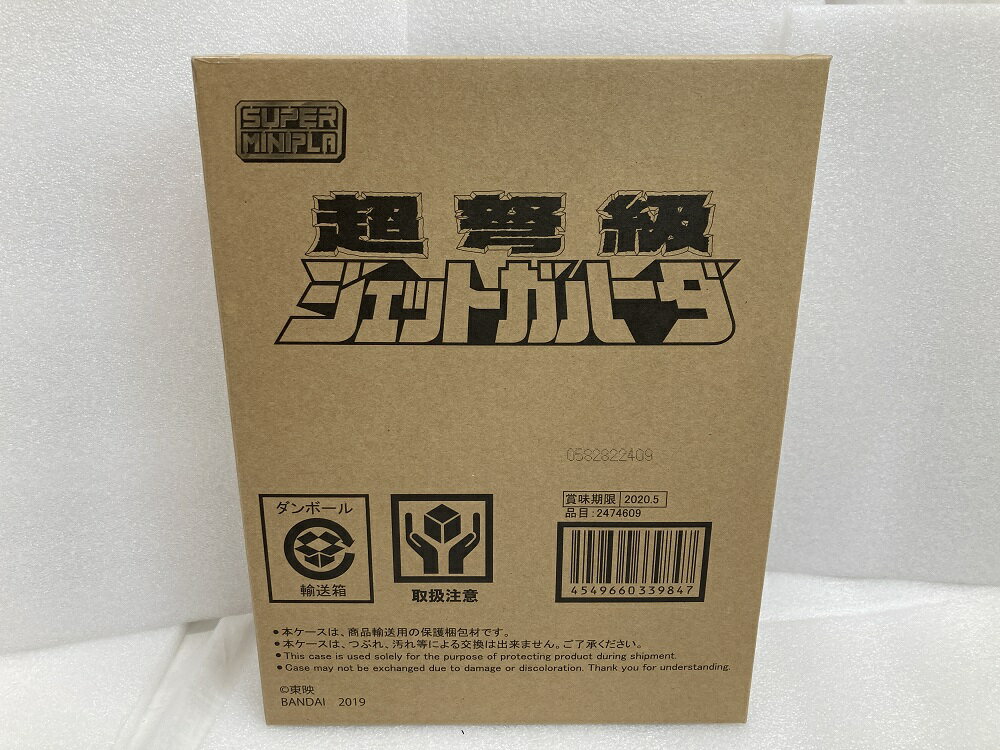 SUPER
MINIPLA
超弩級
ジェットガルーダ
0582822409
賞味期限 2020.5
品目:2474609
ダンボール
輸送箱
取扱注意
4549660339847
●本ケースは、商品輸送用の保護梱包材です。
●本ケースは、つぶれ、汚れ等による交換は出来ません。ご了承ください。
●This case is used solely for the purpose of protecting product during shipment.
●Case may not be exchanged due to damage or discoloration. Thank you for understanding.
©東映
BANDAI 2019